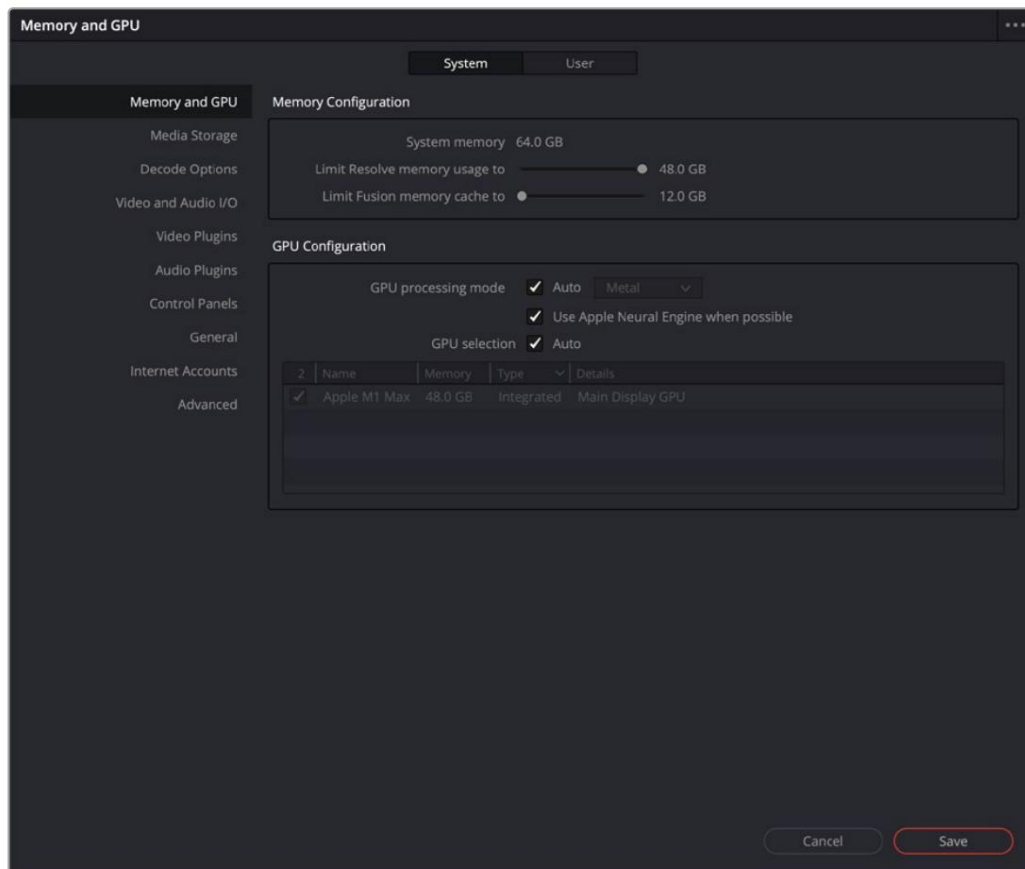 Memory and GPU
System User
Memory and GPU
Media Storage
Decode Options
Video and Audio I/O
Video Plugins
Audio Plugins
Control Panels
General
Internet Accounts
Advanced
Memory Configuration
System memory 64.0 GB
Limit Resolve memory usage to 48.0 GB
Limit Fusion memory cache to 12.0 GB
GPU Configuration
GPU processing mode Auto Metal
Use Apple Neural Engine when possible
GPU selection Auto
2 Name Memory Type Details
Apple M1 Max 48.0 GB Integrated Main Display GPU
Cancel Save